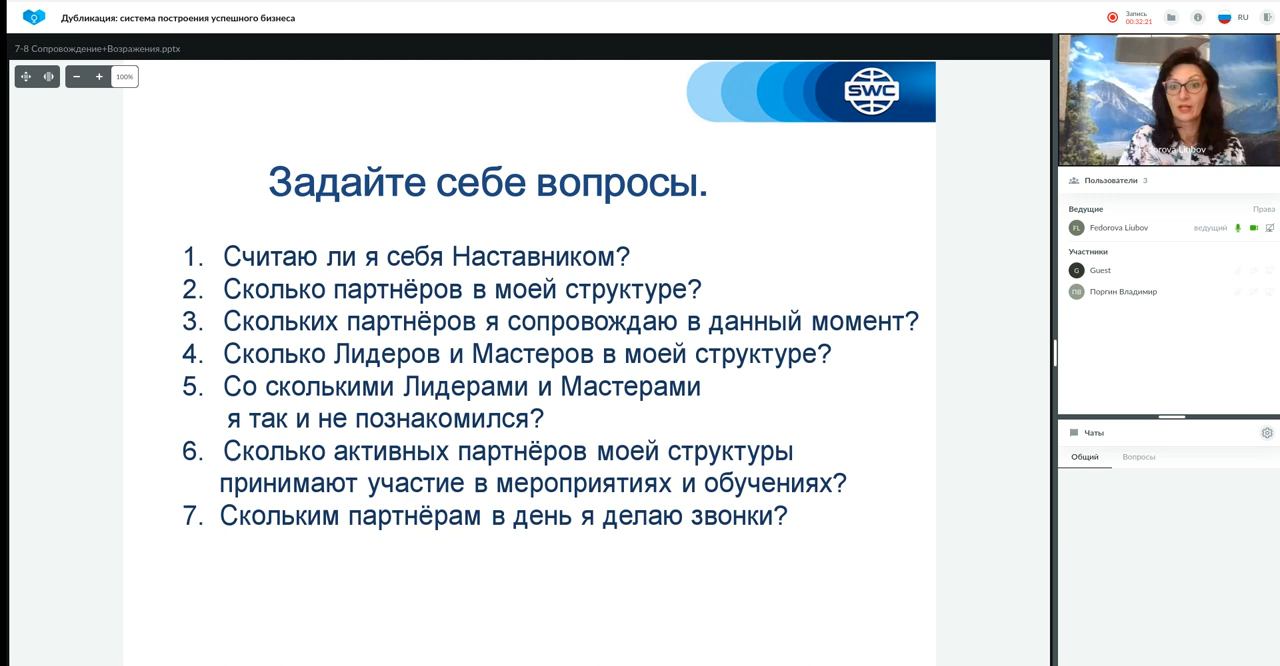 Дубликация: система построения успешного бизнеса
Запись
00:32:21
RU
7-8 Сопровождение+Возражения.pptx
100%
SWC
Задайте себе вопросы.
1. Считаю ли я себя Наставником?
2. Сколько партнёров в моей структуре?
3. Скольких партнёров я сопровождаю в данный момент?
4. Сколько Лидеров и Мастеров в моей структуре?
5. Со сколькими Лидерами и Мастерами
я так и не познакомился?
6. Сколько активных партнёров моей структуры
принимают участие в мероприятиях и обучениях?
7. Скольким партнёрам в день я делаю звонки?
Liubov
Пользователи 3
Ведущие Права
FL Fedorova Liubov ведущий
Участники
G Guest
ПВ Поргин Владимир
Чаты
Общий Вопросы